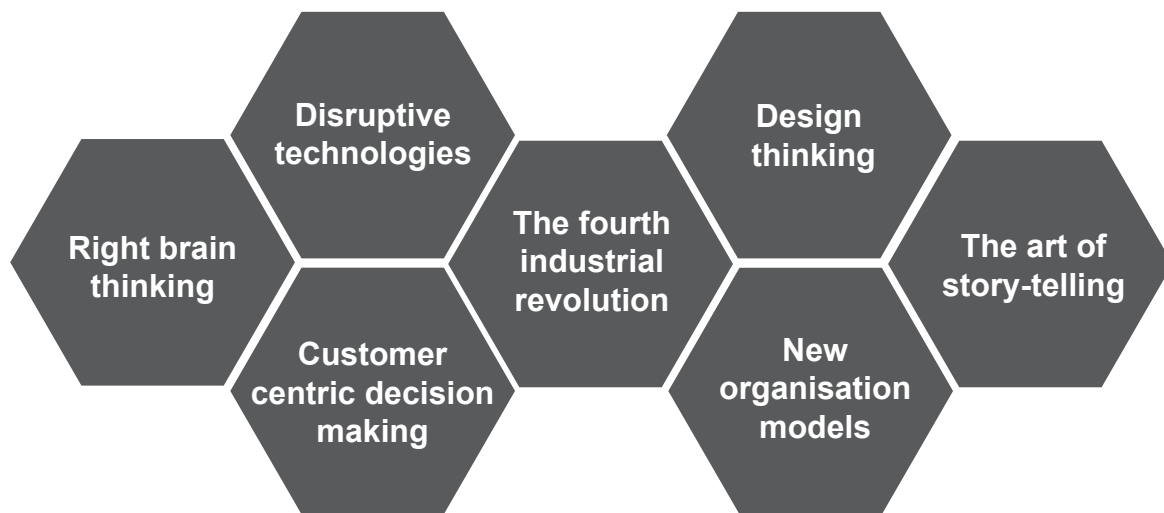 Disruptive
technologies
Design
thinking
Right brain
thinking
The fourth
industrial
revolution
The art of
story-telling
Customer
centric decision
making
New
organisation
models